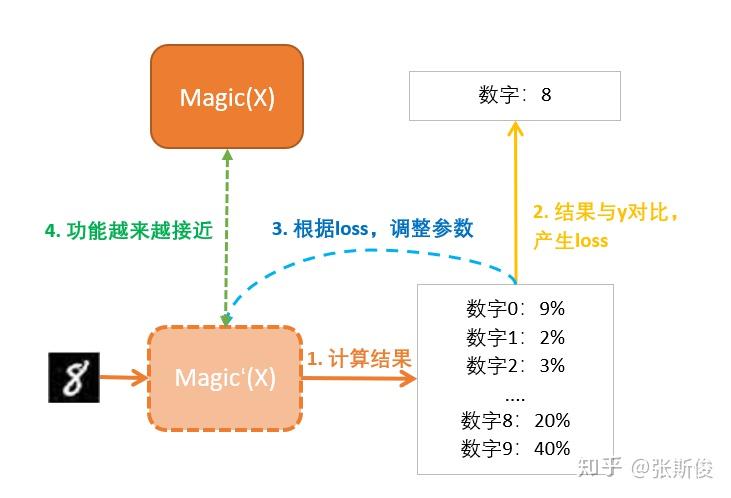 Magic(X)
数字：8
4. 功能越来越接近
3. 根据loss，调整参数
2. 结果与y对比，
产生loss
8
Magic‘(X)
1. 计算结果
数字0：9%
数字1：2%
数字2：3%
....
数字8：20%
数字9：40%
知乎 @张斯俊